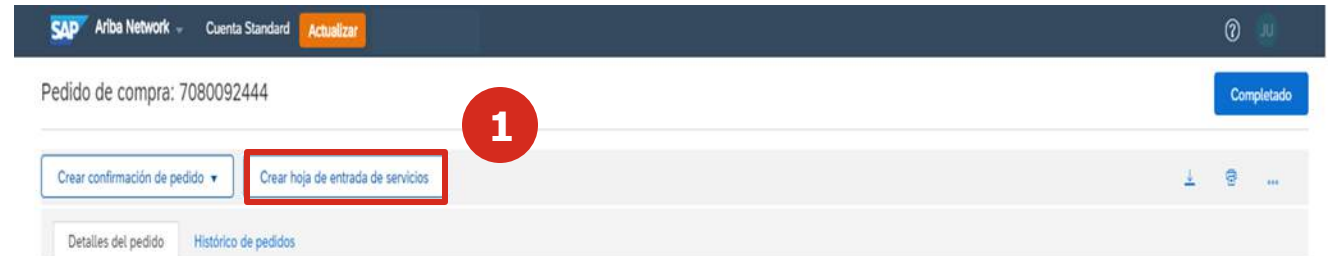 SAP Ariba Network Cuenta Standard Actualizar ? JU
Pedido de compra: 7080092444 Completado
1
Crear confirmación de pedido Crear hoja de entrada de servicios ...
Detalles del pedido Histórico de pedidos